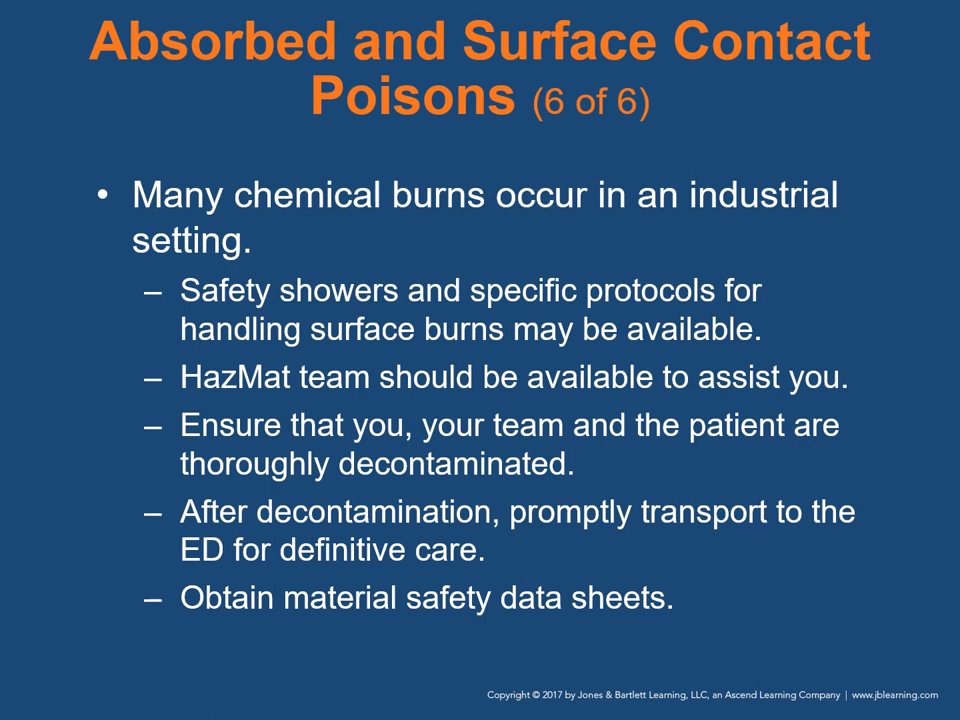 Absorbed and Surface Contact
Poisons (6 of 6)
• Many chemical burns occur in an industrial
setting.
– Safety showers and specific protocols for
handling surface burns may be available.
– HazMat team should be available to assist you.
– Ensure that you, your team and the patient are
thoroughly decontaminated.
– After decontamination, promptly transport to the
ED for definitive care.
– Obtain material safety data sheets.
Copyright © 2017 by Jones & Bartlett Learning, LLC, an Ascend Learning Company | www.jblearning.com